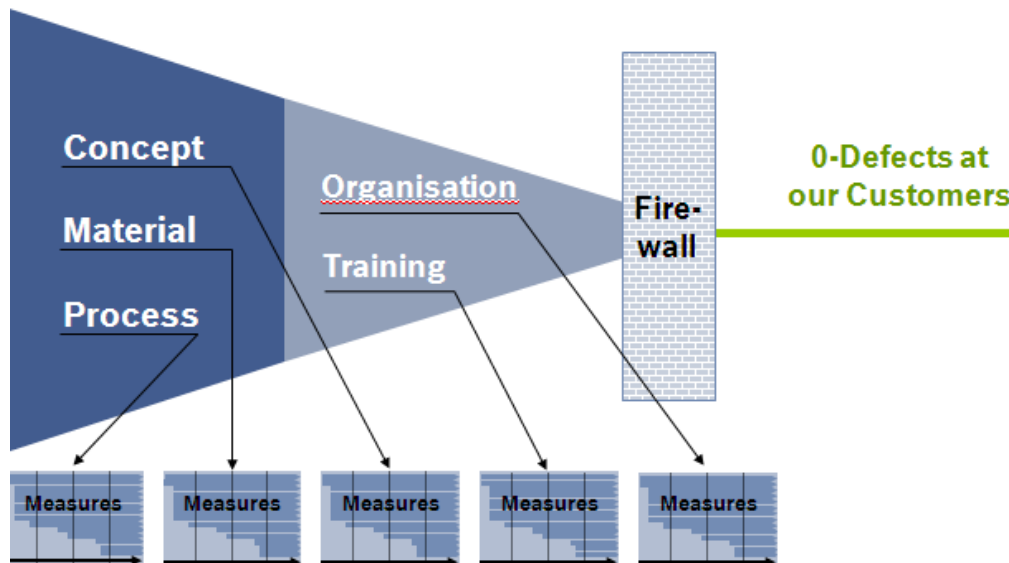 Concept
Material
Process
Organisation
Training
Fire-
wall
0-Defects at
our Customers
Measures
Measures
Measures
Measures
Measures